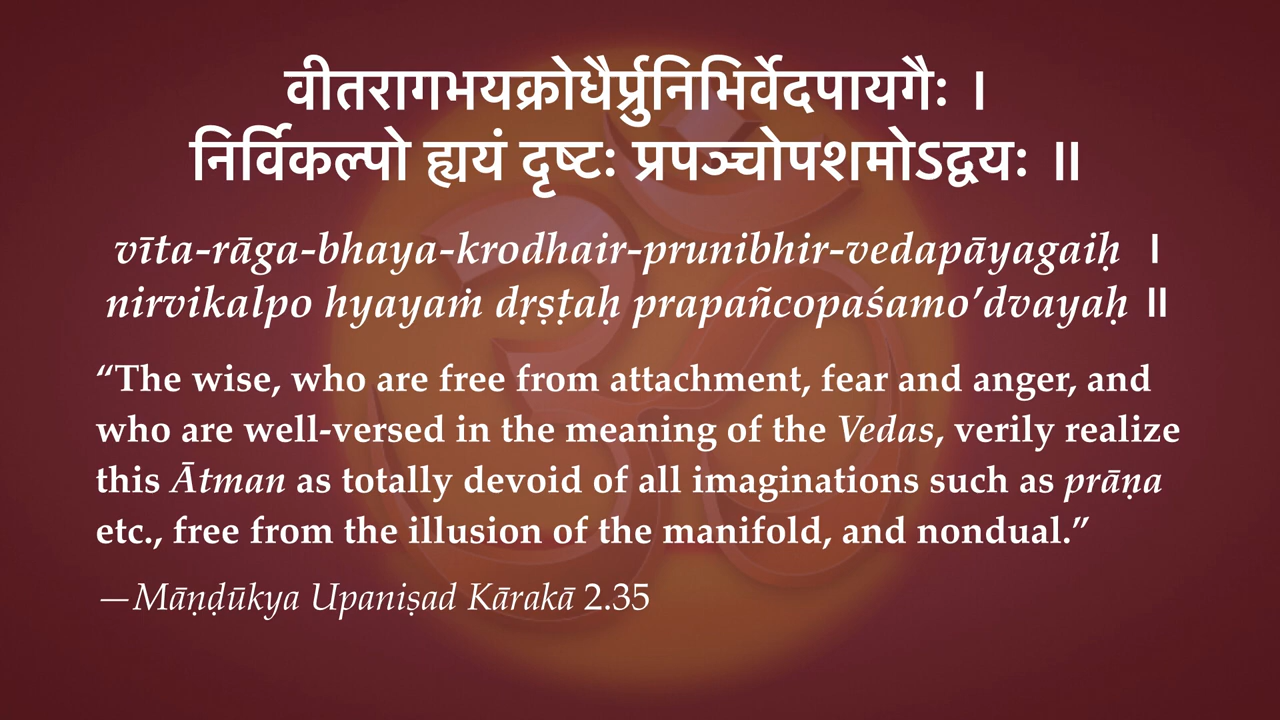 वीतरागभयक्रोधैर्प्रुनिभिर्वेदपायगैः ।
निर्विकल्पो ह्ययं दृष्टः प्रपञ्चोपशमोऽद्वयः ॥
vīta-rāga-bhaya-krodhair-prunibhir-vedapāyagaiḥ ।
nirvikalpo hyayaṁ dṛṣṭaḥ prapañcopaśamo’dvayaḥ ॥
“The wise, who are free from attachment, fear and anger, and
who are well-versed in the meaning of the Vedas, verily realize
this Ātman as totally devoid of all imaginations such as prāṇa
etc., free from the illusion of the manifold, and nondual.”
—Māṇḍūkya Upaniṣad Kārakā 2.35